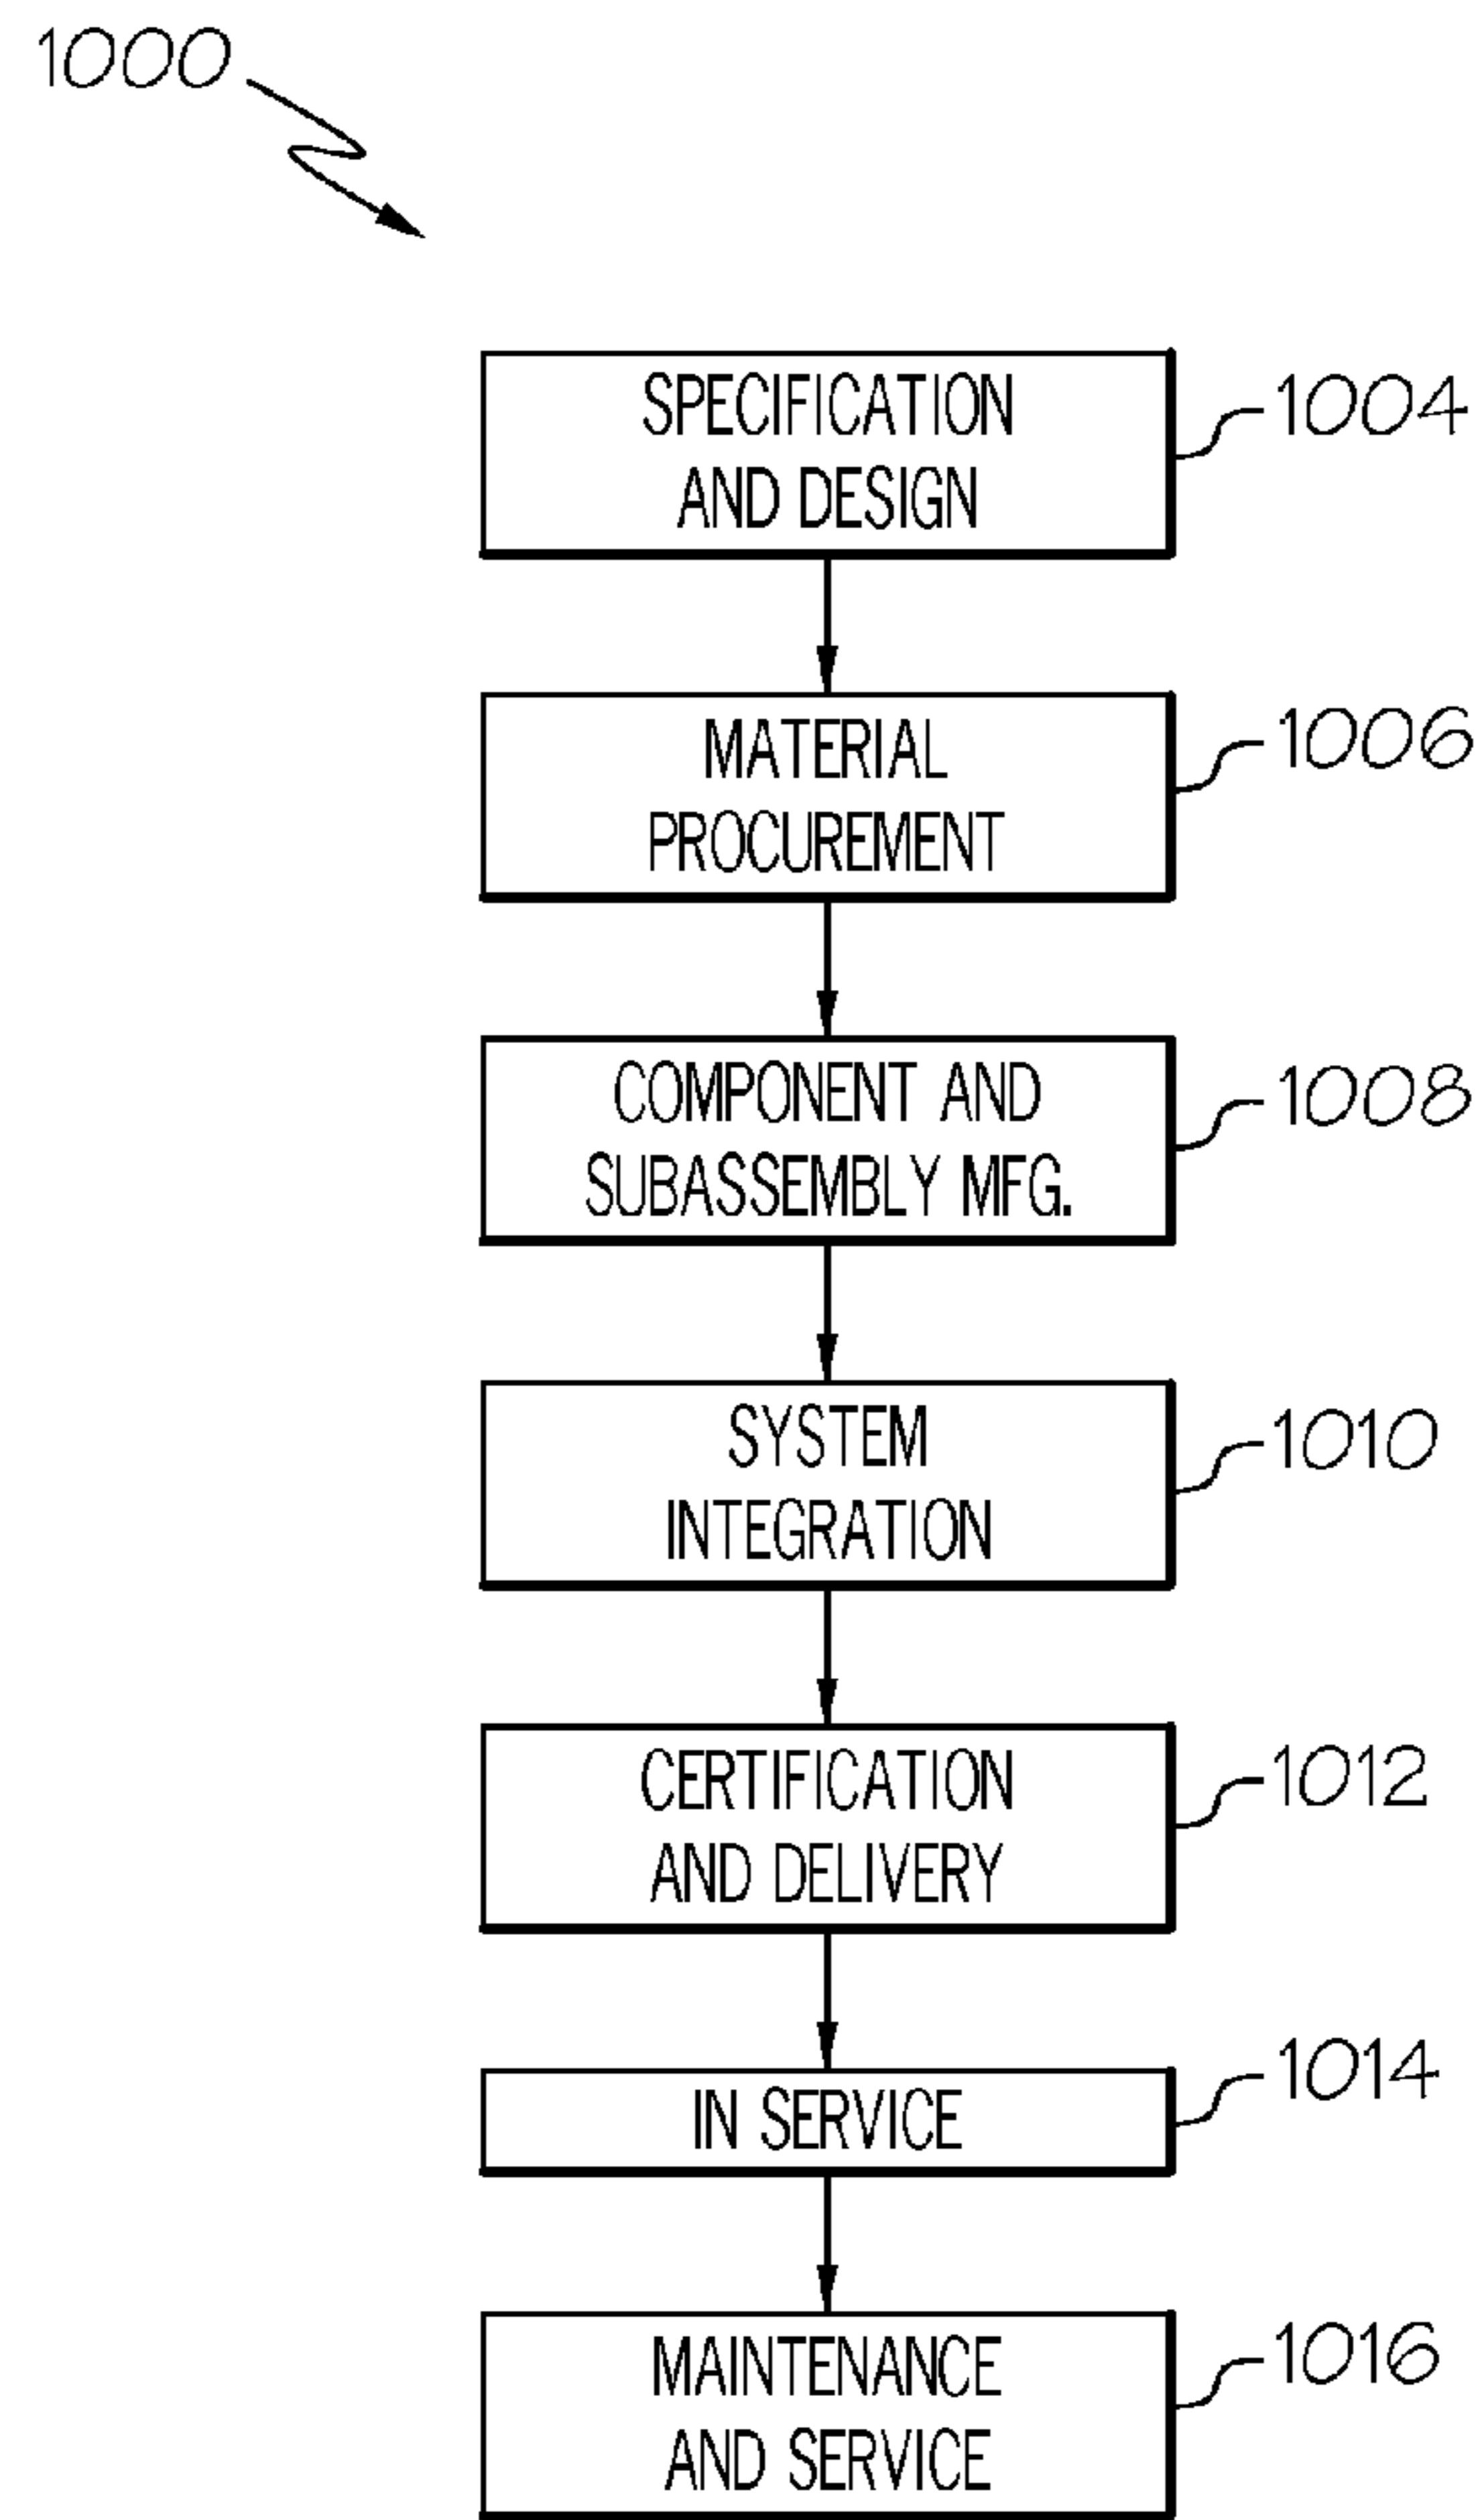 1000
SPECIFICATION
AND DESIGN
1004
MATERIAL
PROCUREMENT
1006
COMPONENT AND
SUBASSEMBLY MFG.
1008
SYSTEM
INTEGRATION
1010
CERTIFICATION
AND DELIVERY
1012
IN SERVICE
1014
MAINTENANCE
AND SERVICE
1016